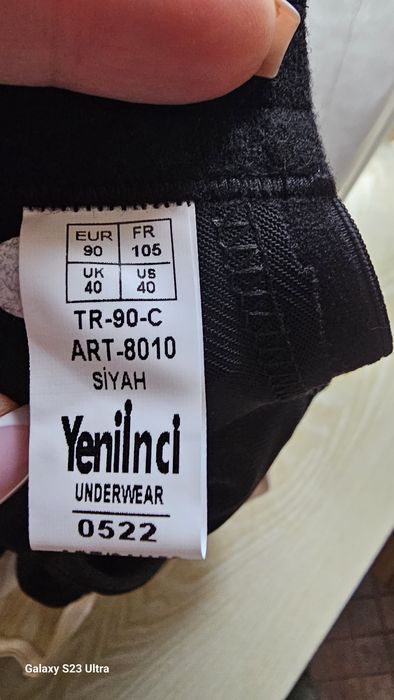 EUR 90 FR 105
UK 40 US 40
TR-90-C
ART-8010
SİYAH
Yeniİnci
UNDERWEAR
0522
Galaxy S23 Ultra